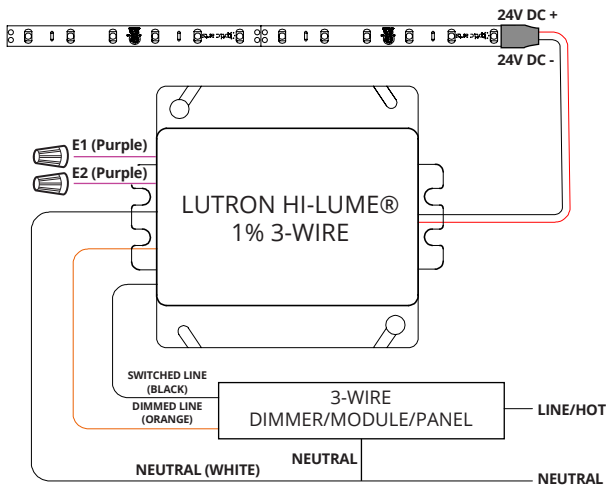 24V DC +
24V DC -
E1 (Purple)
E2 (Purple)
LUTRON HI-LUME®
1% 3-WIRE
SWITCHED LINE
(BLACK)
DIMMED LINE
(ORANGE)
3-WIRE
DIMMER/MODULE/PANEL
LINE/HOT
NEUTRAL
NEUTRAL (WHITE)
NEUTRAL